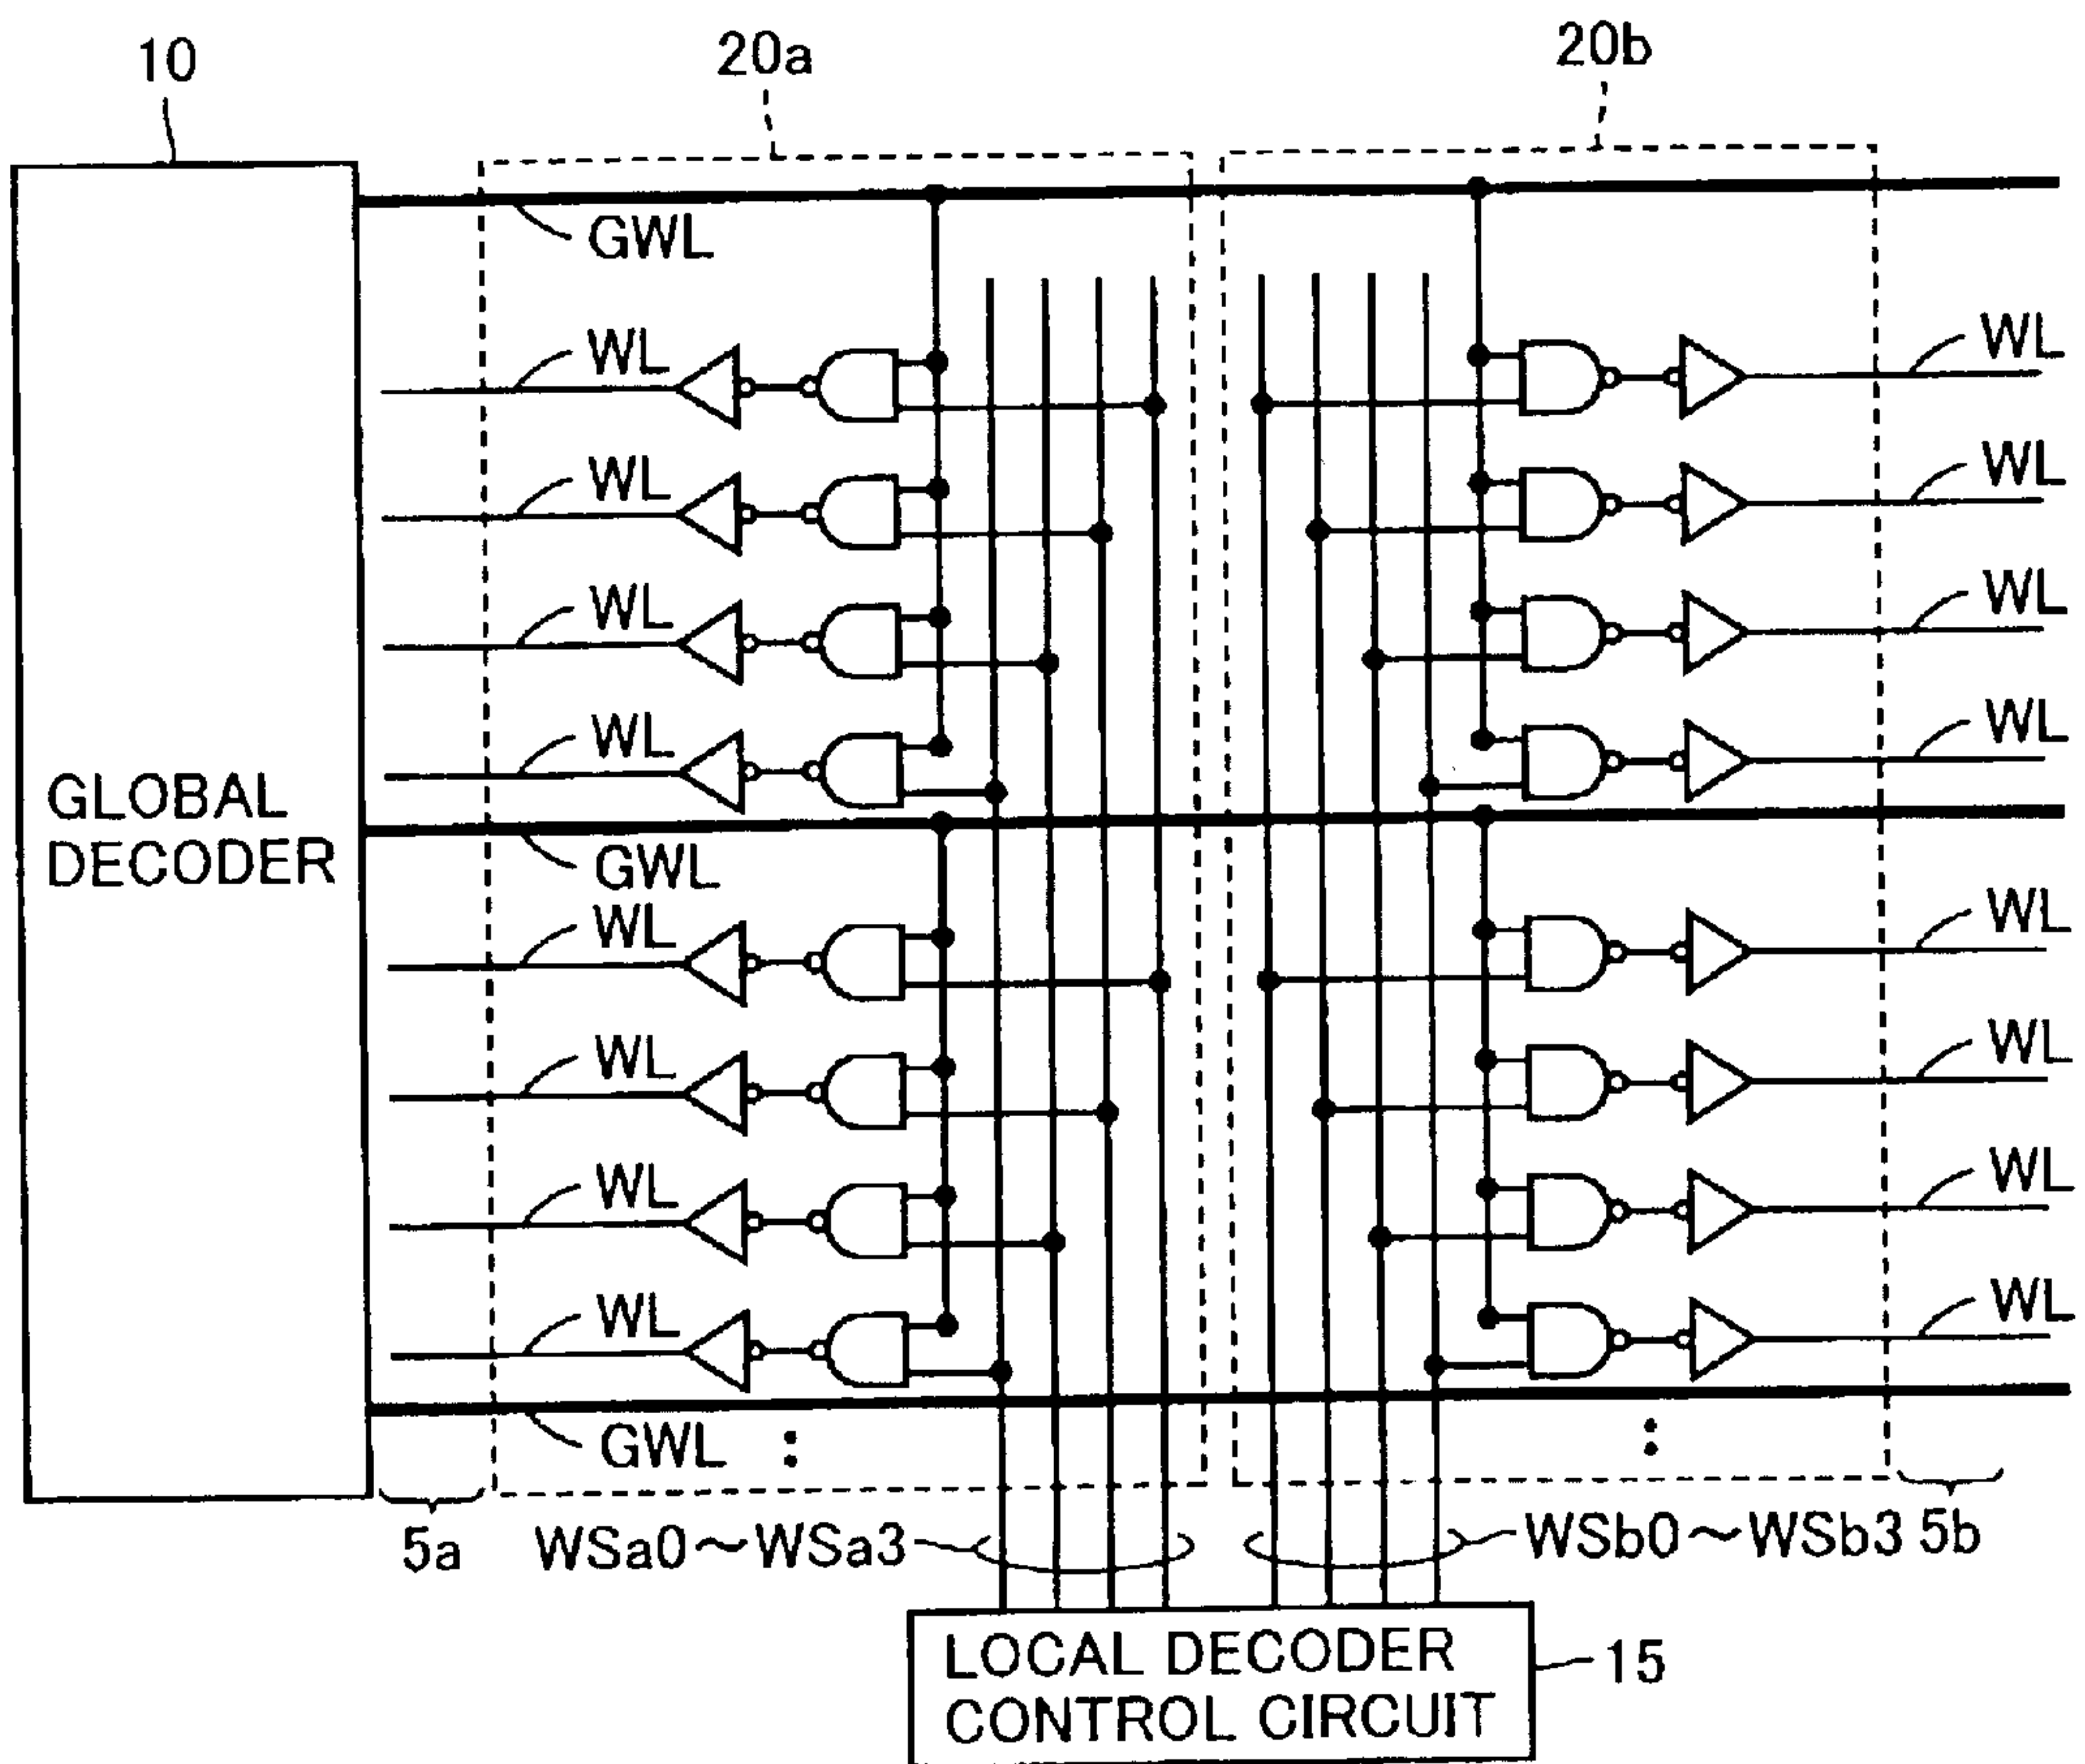 10
20a
20b
GWL
WL WL
WL WL
WL WL
WL WL
GLOBAL
DECODER
GWL
WL WL
WL WL
WL WL
WL WL
GWL :
:
5a WSa0~WSa3 WSb0~WSb3 5b
LOCAL DECODER
CONTROL CIRCUIT
15